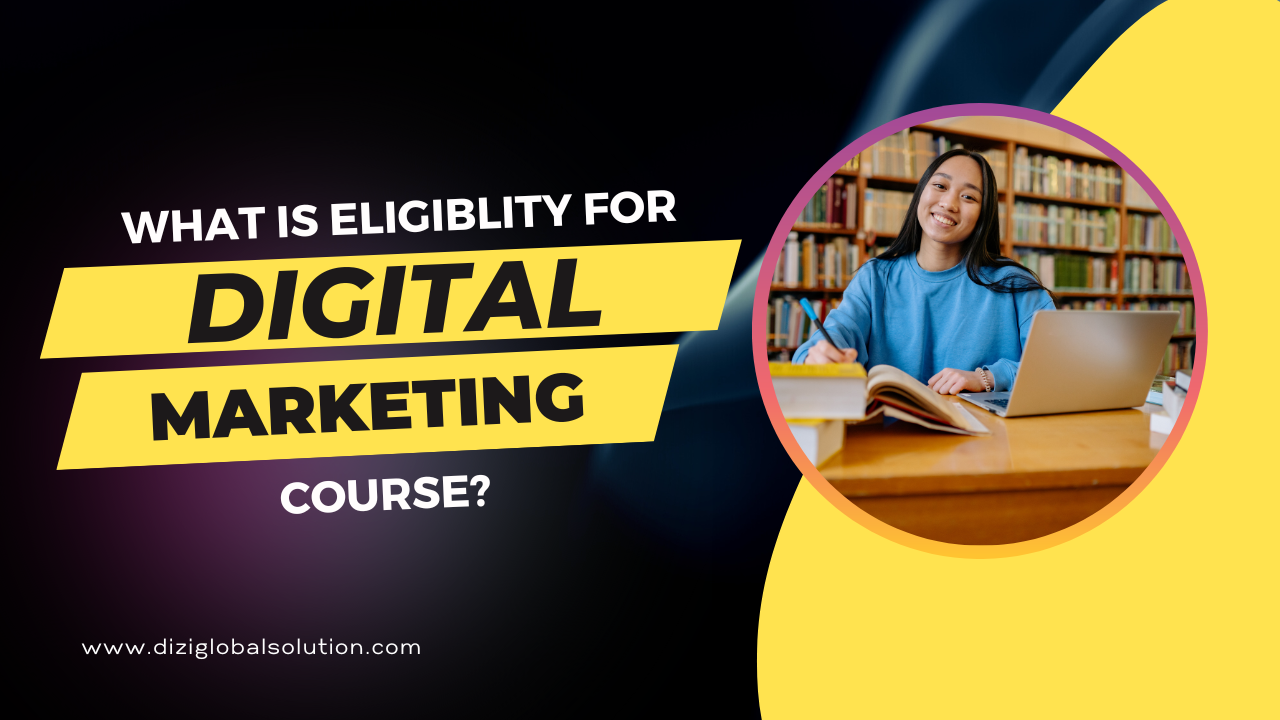 WHAT IS ELIGIBLITY FOR
DIGITAL
MARKETING
COURSE?
www.diziglobalsolution.com